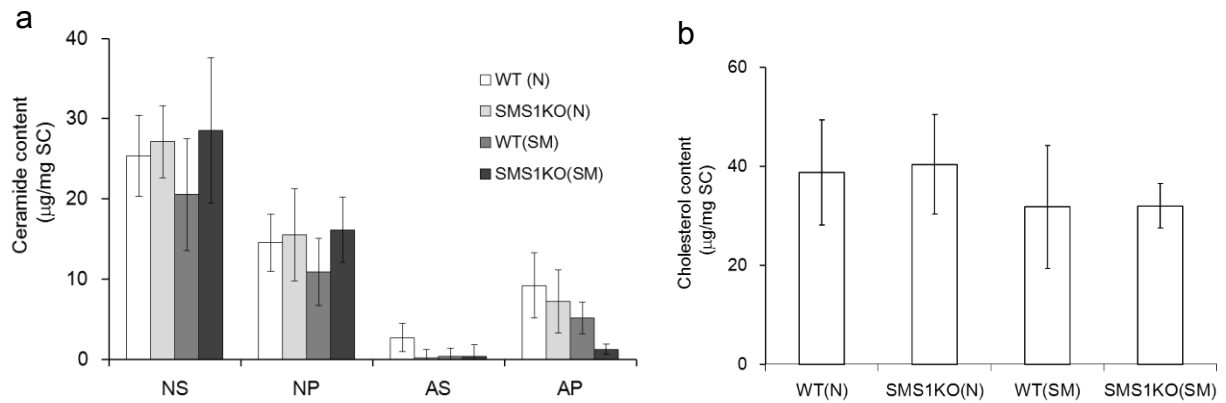 a
Ceramide content
(μg/mg SC)
40
30
20
10
0
NS
NP
AS
AP
WT (N)
SMS1KO(N)
WT(SM)
SMS1KO(SM)
b
Cholesterol content
(μg/mg SC)
60
40
20
0
WT(N)
SMS1KO(N)
WT(SM)
SMS1KO(SM)